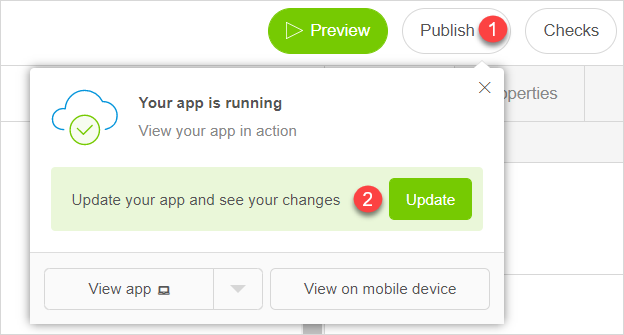 Preview
Publish 1
Checks
operties
Your app is running
View your app in action
Update your app and see your changes 2 Update
View app
View on mobile device